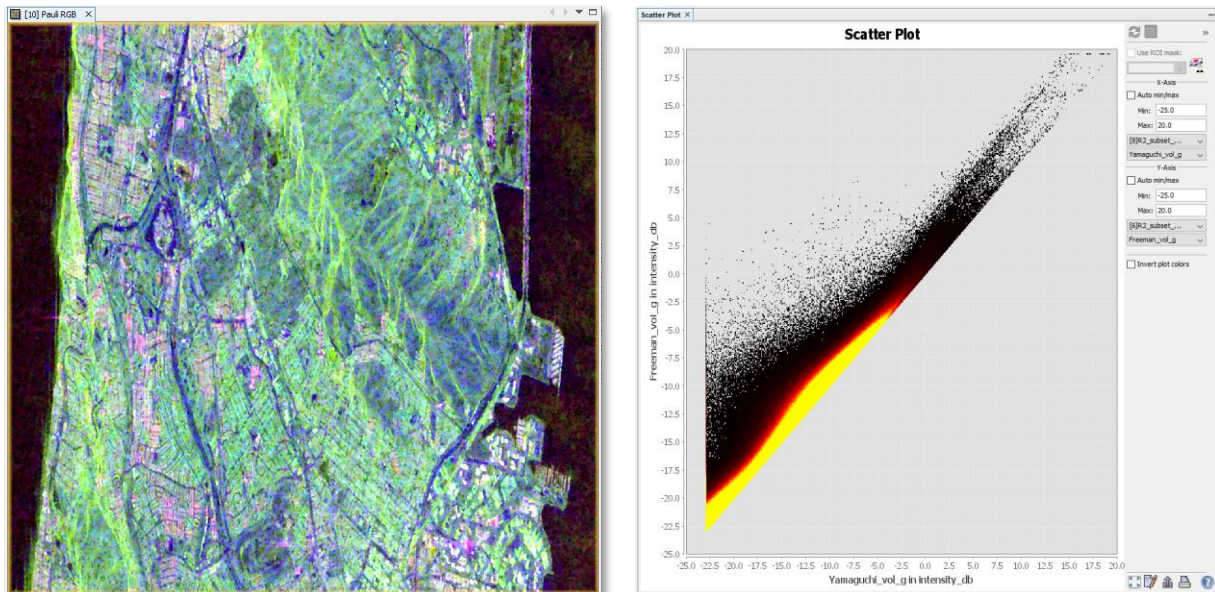 [10] Pauli RGB
Scatter Plot
Scatter Plot
20.0
17.5
15.0
12.5
10.0
7.5
5.0
2.5
0.0
-2.5
-5.0
-7.5
-10.0
-12.5
-15.0
-17.5
-20.0
-22.5
-25.0
Freeman_vol_g in intensity_db
-25.0 -22.5 -20.0 -17.5 -15.0 -12.5 -10.0 -7.5 -5.0 -2.5 0.0 2.5 5.0 7.5 10.0 12.5 15.0 17.5 20.0
Yamaguchi_vol_g in intensity_db
Use ROI mask:
X-Axis
Auto min/max
Min: -25.0
Max: 20.0
[8]R2_subset_...
Yamaguchi_vol_g
Y-Axis
Auto min/max
Min: -25.0
Max: 20.0
[6]R2_subset_...
Freeman_vol_g
Invert plot colors